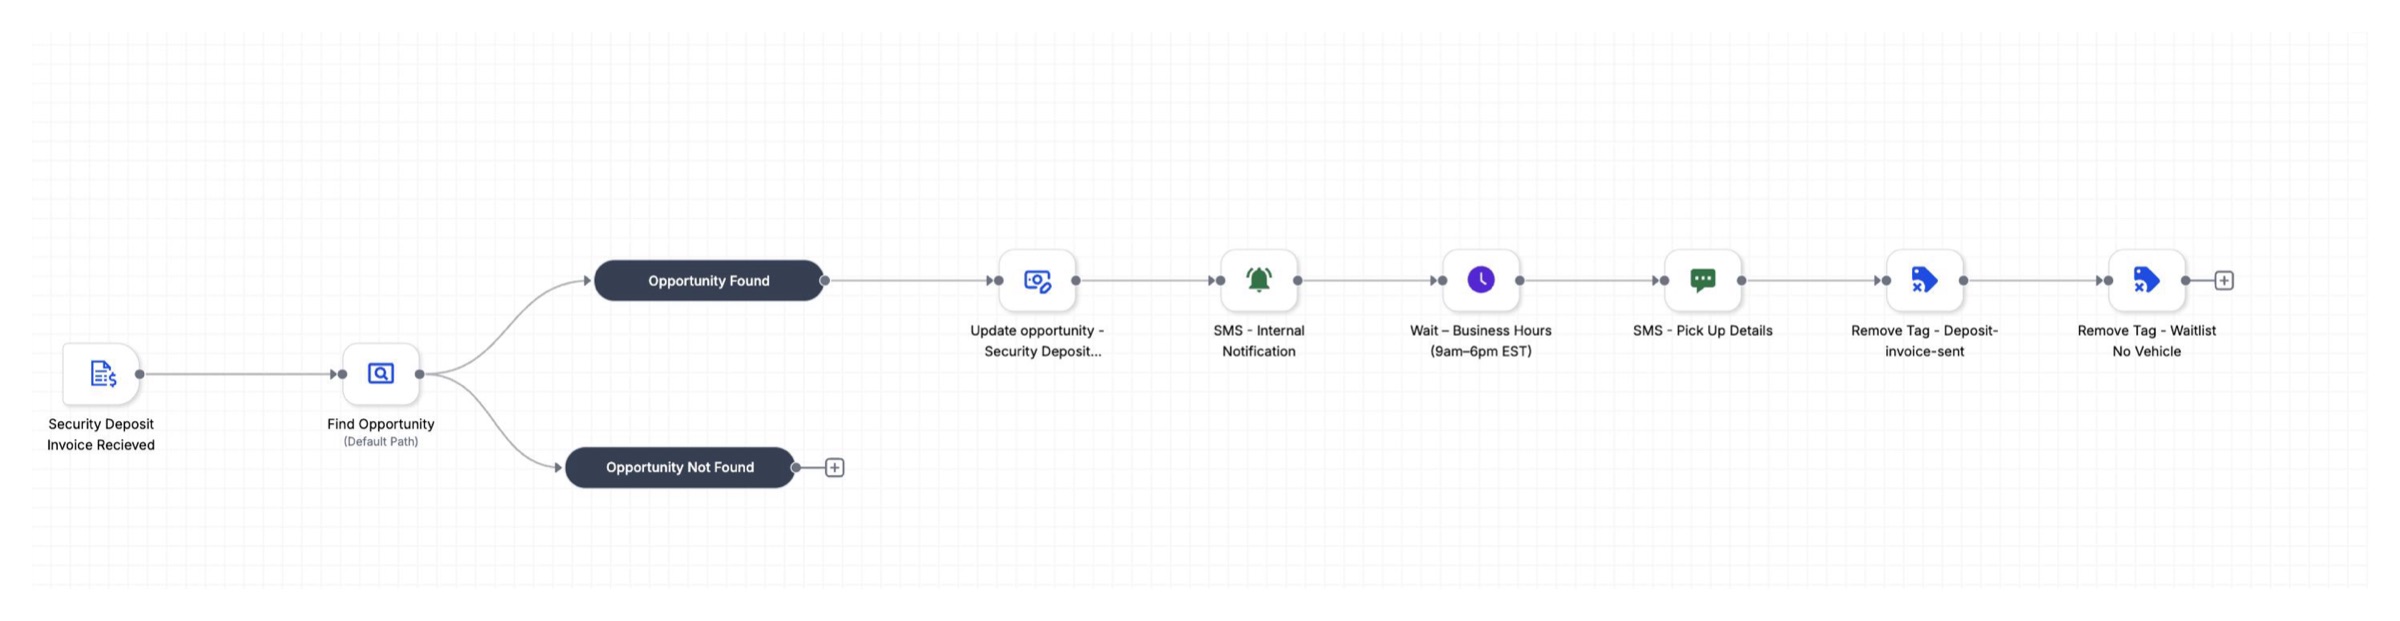 Security Deposit
Invoice Recieved
Find Opportunity
(Default Path)
Opportunity Found
Opportunity Not Found
Update opportunity -
Security Deposit...
SMS - Internal
Notification
Wait – Business Hours
(9am–6pm EST)
SMS - Pick Up Details
Remove Tag - Deposit-
invoice-sent
Remove Tag - Waitlist
No Vehicle